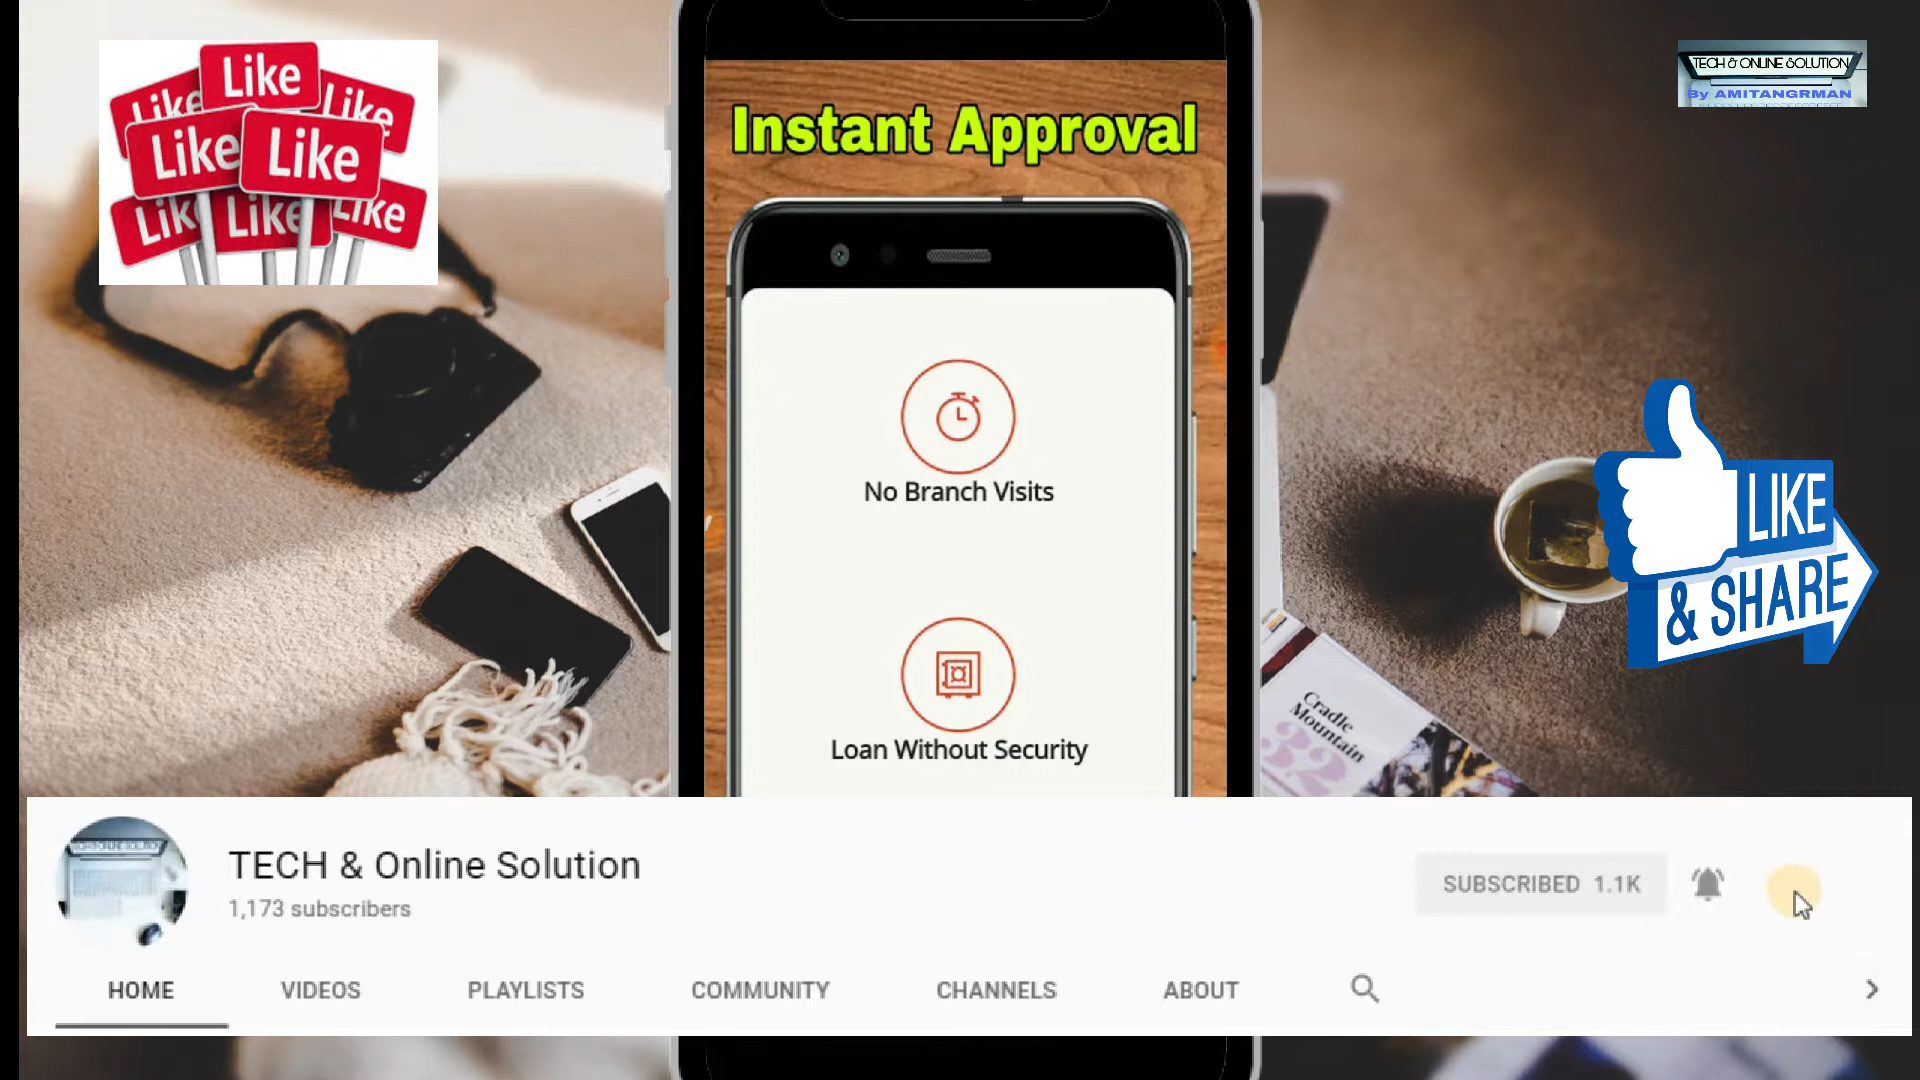 Like
Like
Like
Like
Like
Like
Like
Like
TECH & ONLINE SOLUTION
By AMITANGRMAN
Instant Approval
No Branch Visits
Loan Without Security
LIKE
& SHARE
Cradle
Mountain
32
TECH & Online Solution
1,173 subscribers
SUBSCRIBED 1.1K
HOME VIDEOS PLAYLISTS COMMUNITY CHANNELS ABOUT